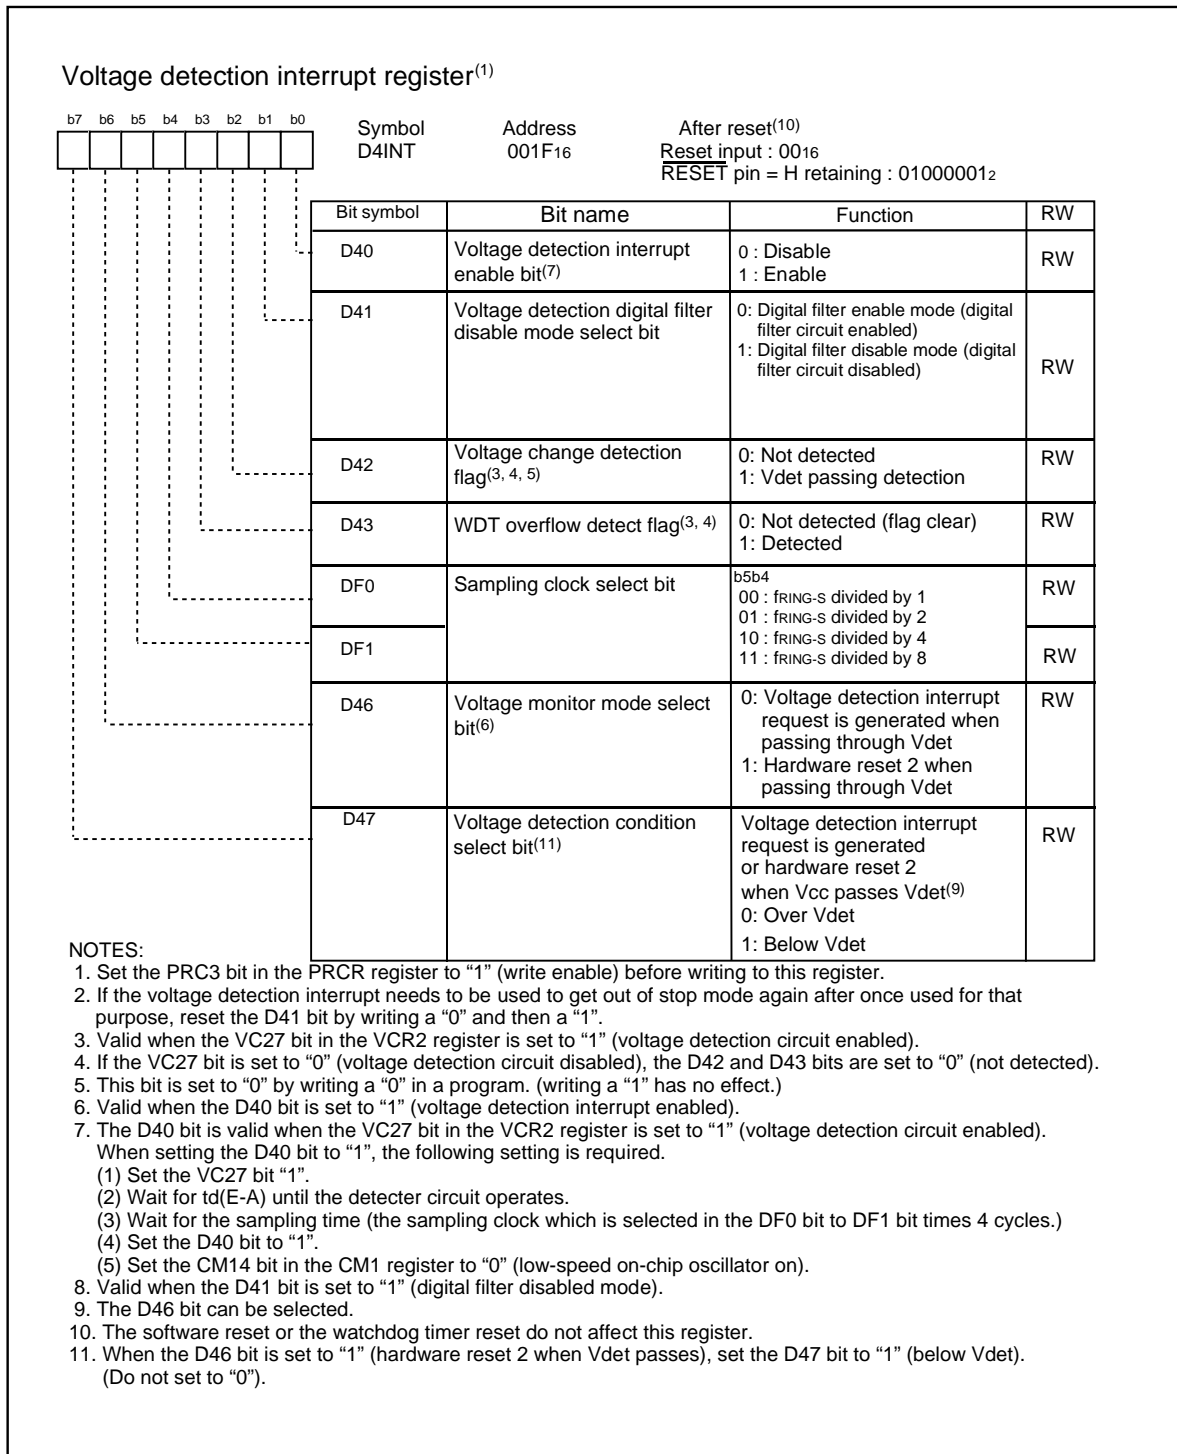 Voltage detection interrupt register(1)
b7 b6 b5 b4 b3 b2 b1 b0
Symbol Address After reset(10)
D4INT 001F16 Reset input : 0016
RESET pin = H retaining : 010000012
Bit symbol Bit name Function RW
D40 Voltage detection interrupt 0 : Disable RW
enable bit(7) 1 : Enable
D41 Voltage detection digital filter 0: Digital filter enable mode (digital
disable mode select bit filter circuit enabled)
1: Digital filter disable mode (digital RW
filter circuit disabled)
D42 Voltage change detection 0: Not detected RW
flag(3, 4, 5) 1: Vdet passing detection
D43 WDT overflow detect flag(3, 4) 0: Not detected (flag clear) RW
1: Detected
DF0 Sampling clock select bit b5b4 RW
00 : fRING-S divided by 1
01 : fRING-S divided by 2
10 : fRING-S divided by 4
DF1 11 : fRING-S divided by 8 RW
D46 Voltage monitor mode select 0: Voltage detection interrupt RW
bit(6) request is generated when
passing through Vdet
1: Hardware reset 2 when
passing through Vdet
D47 Voltage detection condition Voltage detection interrupt RW
select bit(11) request is generated
or hardware reset 2
when Vcc passes Vdet(9)
0: Over Vdet
1: Below Vdet
NOTES:
1. Set the PRC3 bit in the PRCR register to “1” (write enable) before writing to this register.
2. If the voltage detection interrupt needs to be used to get out of stop mode again after once used for that
purpose, reset the D41 bit by writing a “0” and then a “1”.
3. Valid when the VC27 bit in the VCR2 register is set to “1” (voltage detection circuit enabled).
4. If the VC27 bit is set to “0” (voltage detection circuit disabled), the D42 and D43 bits are set to “0” (not detected).
5. This bit is set to “0” by writing a “0” in a program. (writing a “1” has no effect.)
6. Valid when the D40 bit is set to “1” (voltage detection interrupt enabled).
7. The D40 bit is valid when the VC27 bit in the VCR2 register is set to “1” (voltage detection circuit enabled).
When setting the D40 bit to “1”, the following setting is required.
(1) Set the VC27 bit “1”.
(2) Wait for td(E-A) until the detecter circuit operates.
(3) Wait for the sampling time (the sampling clock which is selected in the DF0 bit to DF1 bit times 4 cycles.)
(4) Set the D40 bit to “1”.
(5) Set the CM14 bit in the CM1 register to “0” (low-speed on-chip oscillator on).
8. Valid when the D41 bit is set to “1” (digital filter disabled mode).
9. The D46 bit can be selected.
10. The software reset or the watchdog timer reset do not affect this register.
11. When the D46 bit is set to “1” (hardware reset 2 when Vdet passes), set the D47 bit to “1” (below Vdet).
(Do not set to “0”).